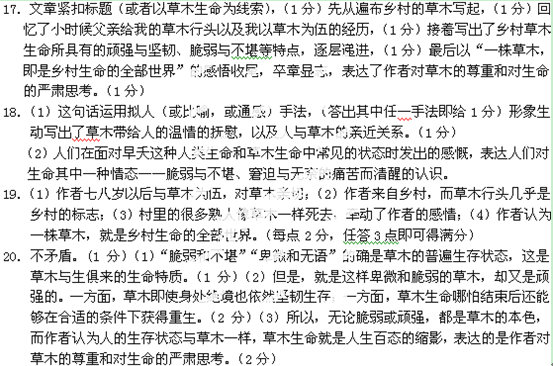 17．文章紧扣标题（或者以草木生命为线索），（1分）先从遍布乡村的草木写起，（1分）回
忆了小时候父亲给我的草木行头以及我以草木为伍的经历，（1分）接着写出了乡村草木
生命所具有的顽强与坚韧、脆弱与不堪等特点，逐层递进，（1分）最后以“一株草木，
即是乡村生命的全部世界”的感悟收尾，卒章显志，表达了作者对草木的尊重和对生命
的严肃思考。（1分）
18．（1）这句话运用拟人（或比喻，或通感）手法，（答出其中任一手法即给1分）形象生
动写出了草木带给人的温情的抚慰，以及人与草木的亲近关系。（1分）
（2）人们在面对早夭这种人类生命和草木生命中常见的状态时发出的感慨，表达人们对
生命其中一种情态——脆弱与不堪、窘迫与无奈的痛苦而清醒的认识。
19．（1）作者七八岁以后与草木为伍，对草木；（2）作者来自乡村，而草木行头几乎是
乡村的标志；（3）村里的很多熟人像草木一样死去，牵动了作者的感情；（4）作者认为
一株草木，就是乡村生命的全部世界。（每点2分，任答3点即可得满分）
20．不矛盾。（1分）（1）“脆弱和不堪”“卑微和无语”的确是草木的普遍生存状态，这是
草木与生俱来的生命特质。（1分）（2）但是，就是这样卑微和脆弱的草木，却又是顽
强的。一方面，草木即使身处绝境也依然坚韧生存，一方面，草木生命哪怕结束后还能
够在合适的条件下获得重生。（2分）（3）所以，无论脆弱或顽强，都是草木的本色，
而作者认为人的生存状态与草木一样，草木生命就是人生百态的缩影，表达的是作者对
草木的尊重和对生命的严肃思考。（2分）